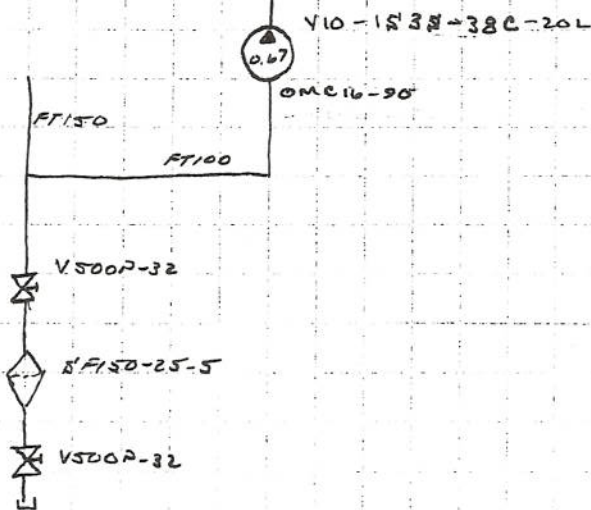 V10-1S3S-38C-20L
0.67
OMC16-90
FT150
FT100
V500P-32
SF150-25-5
V500P-32